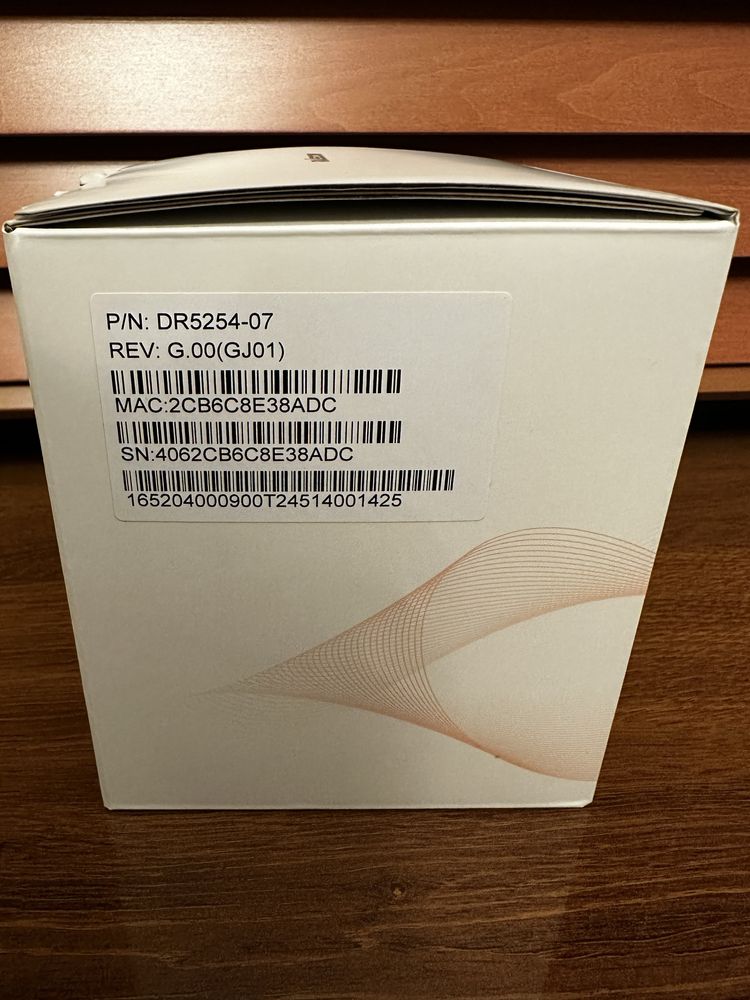 P/N: DR5254-07
REV: G.00(GJ01)
MAC:2CB6C8E38ADC
SN:4062CB6C8E38ADC
165204000900T24514001425